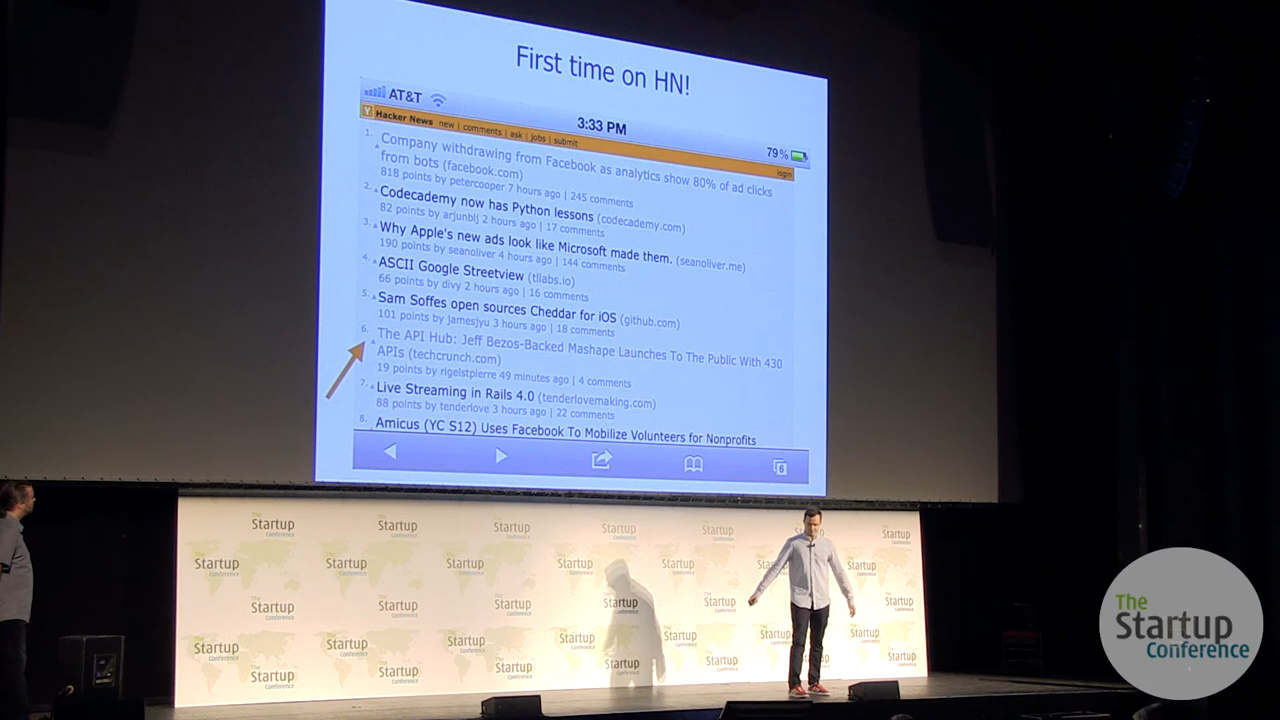 First time on HN!
AT&T
3:33 PM
79%
Y Hacker News new | comments | ask | jobs | submit
login
1. Company withdrawing from Facebook as analytics show 80% of ad clicks
from bots (facebook.com)
818 points by petercooper 7 hours ago | 245 comments
2. Codecademy now has Python lessons (codecademy.com)
82 points by arjunblj 2 hours ago | 17 comments
3. Why Apple's new ads look like Microsoft made them. (seanoliver.me)
190 points by seanoliver 4 hours ago | 144 comments
4. ASCII Google Streetview (tllabs.io)
66 points by divy 2 hours ago | 16 comments
5. Sam Soffes open sources Cheddar for iOS (github.com)
101 points by jamesjyu 3 hours ago | 18 comments
6. The API Hub: Jeff Bezos-Backed Mashape Launches To The Public With 430
APIs (techcrunch.com)
19 points by rigelstpierre 49 minutes ago | 4 comments
7. Live Streaming in Rails 4.0 (tenderlovemaking.com)
88 points by tenderlove 3 hours ago | 22 comments
8. Amicus (YC S12) Uses Facebook To Mobilize Volunteers for Nonprofits
6
The Startup Conference
The
Startup
Conference